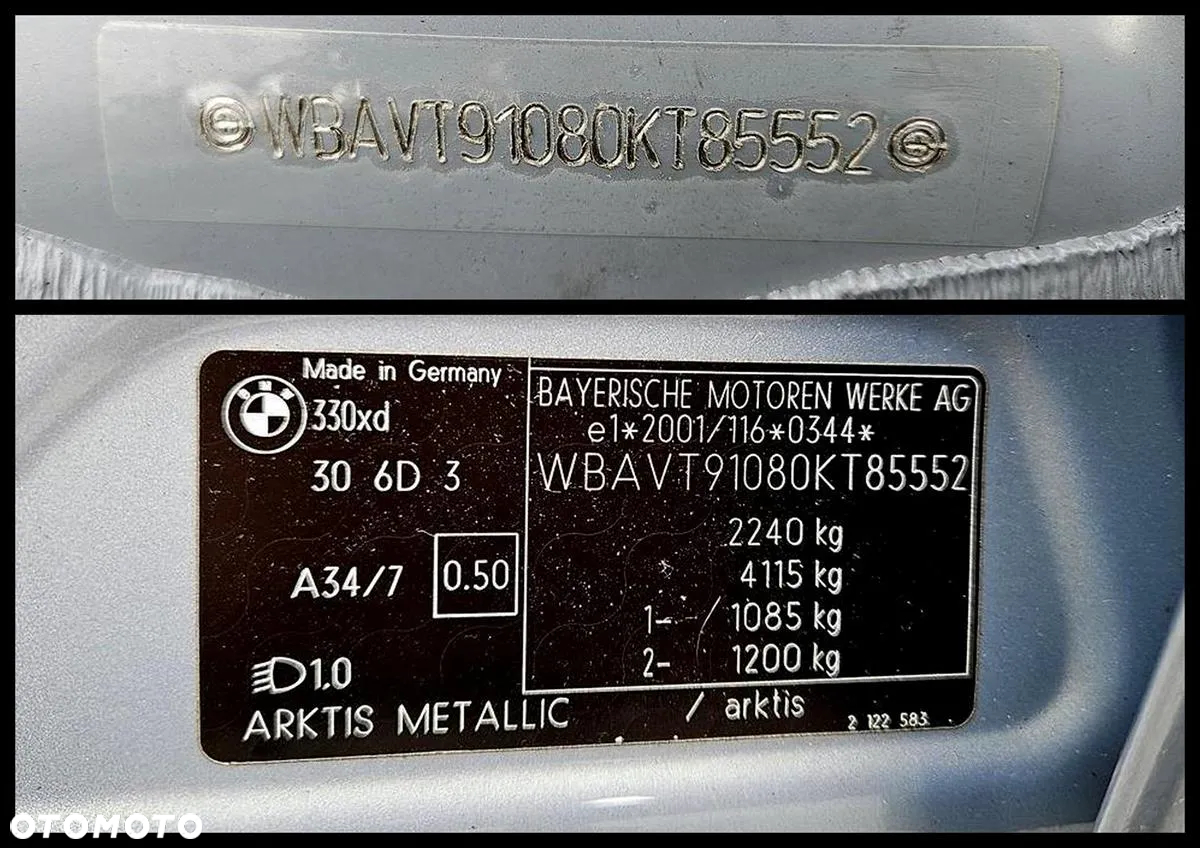 WBAVT91080KT85552
Made in Germany
330xd
30 6D 3
A34/7 0.50
1.0
ARKTIS METALLIC / arktis
BAYERISCHE MOTOREN WERKE AG
e1*2001/116*0344*
WBAVT91080KT85552
2240 kg
4115 kg
1- / 1085 kg
2- 1200 kg
2 122 583
OTOMOTO